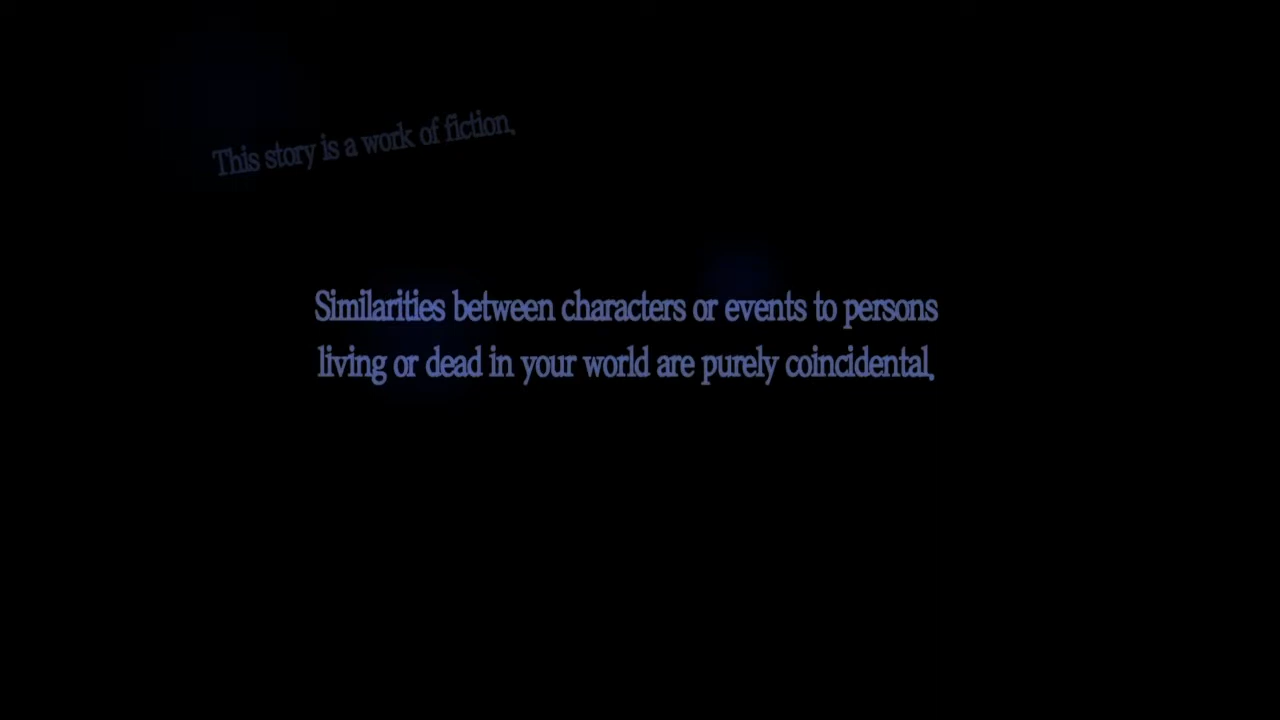 This story is a work of fiction.
Similarities between characters or events to persons
living or dead in your world are purely coincidental.